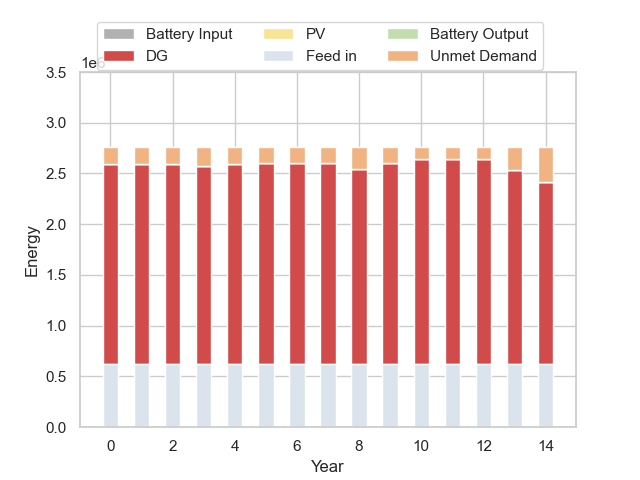 Battery Input PV Battery Output
DG Feed in Unmet Demand
1e6
3.5
3.0
2.5
2.0
1.5
1.0
0.5
0.0
Energy
0 2 4 6 8 10 12 14
Year